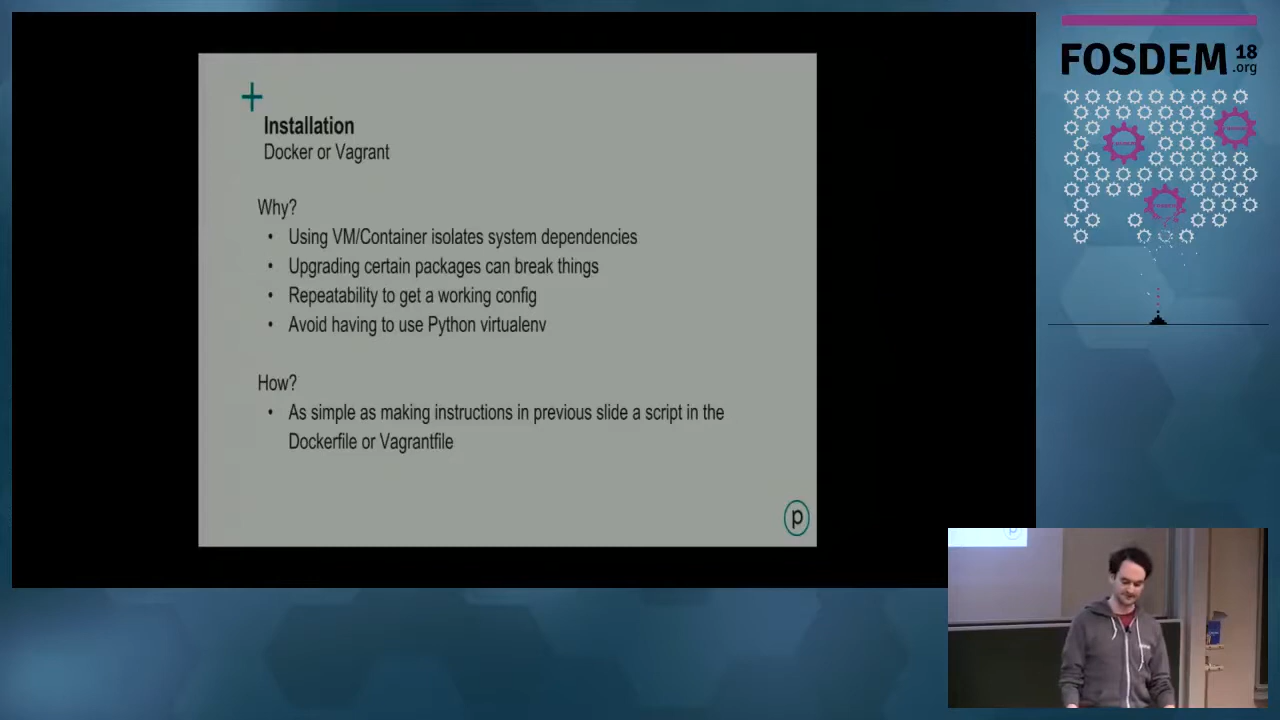 Installation
Docker or Vagrant
Why?
• Using VM/Container isolates system dependencies
• Upgrading certain packages can break things
• Repeatability to get a working config
• Avoid having to use Python virtualenv
How?
• As simple as making instructions in previous slide a script in the
Dockerfile or Vagrantfile
p
FOSDEM 18
.org